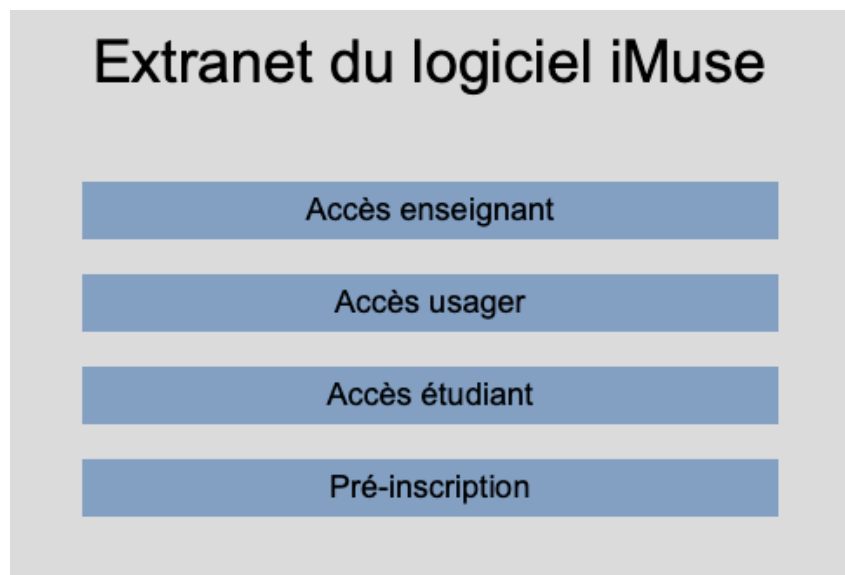 Extranet du logiciel iMuse
Accès enseignant
Accès usager
Accès étudiant
Pré-inscription